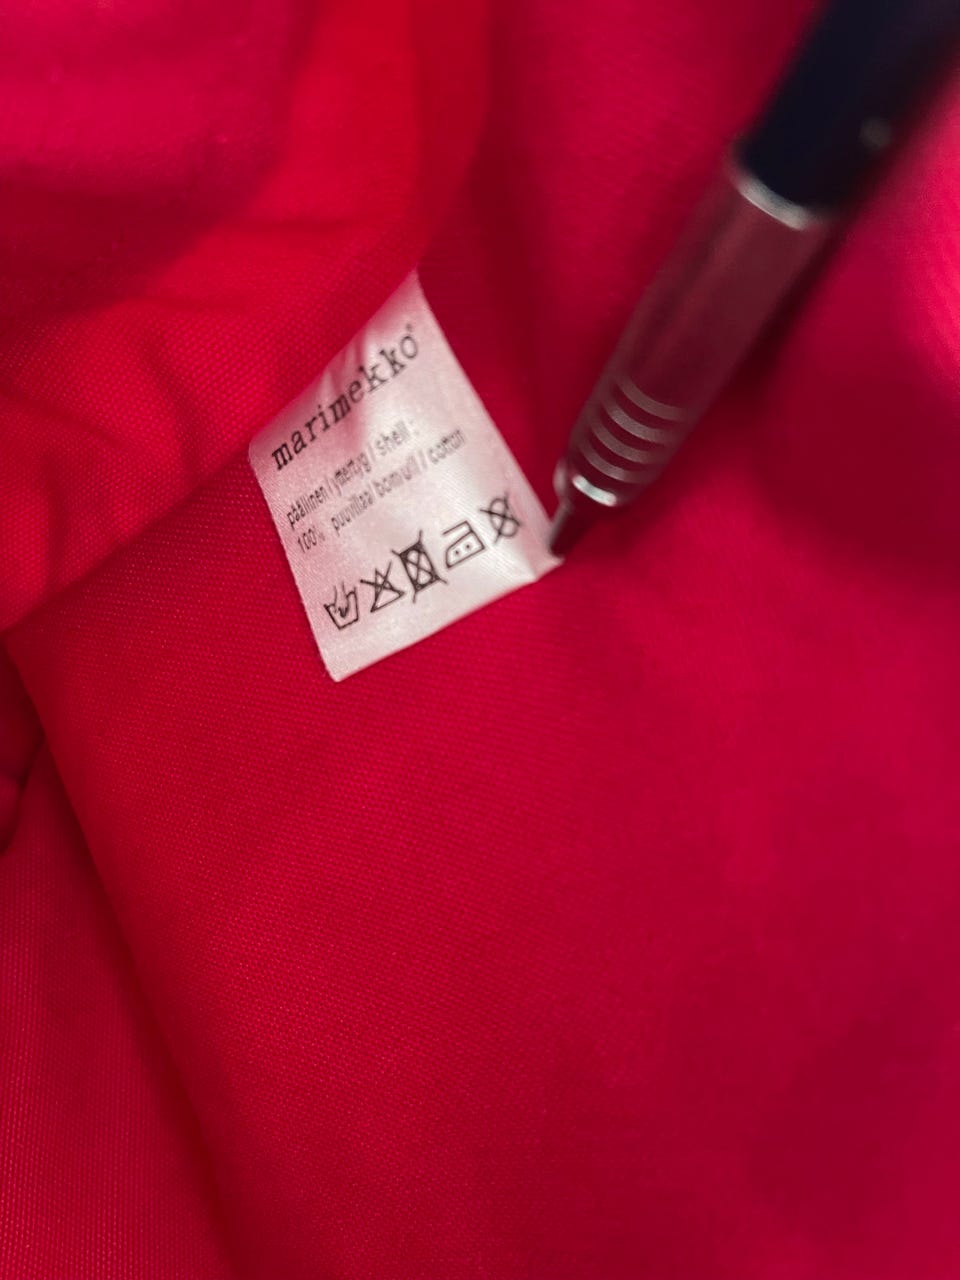 marimekko®
päällinen / yttertyg / shell :
100% puuvillaa / bomull / cotton